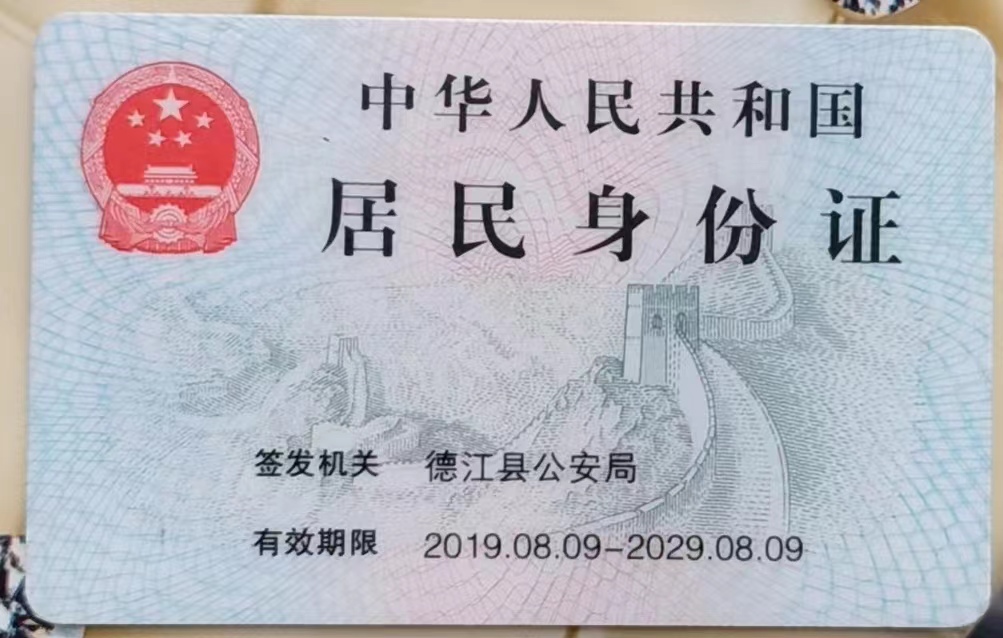 中华人民共和国
居民身份证
签发机关 德江县公安局
有效期限 2019.08.09-2029.08.09